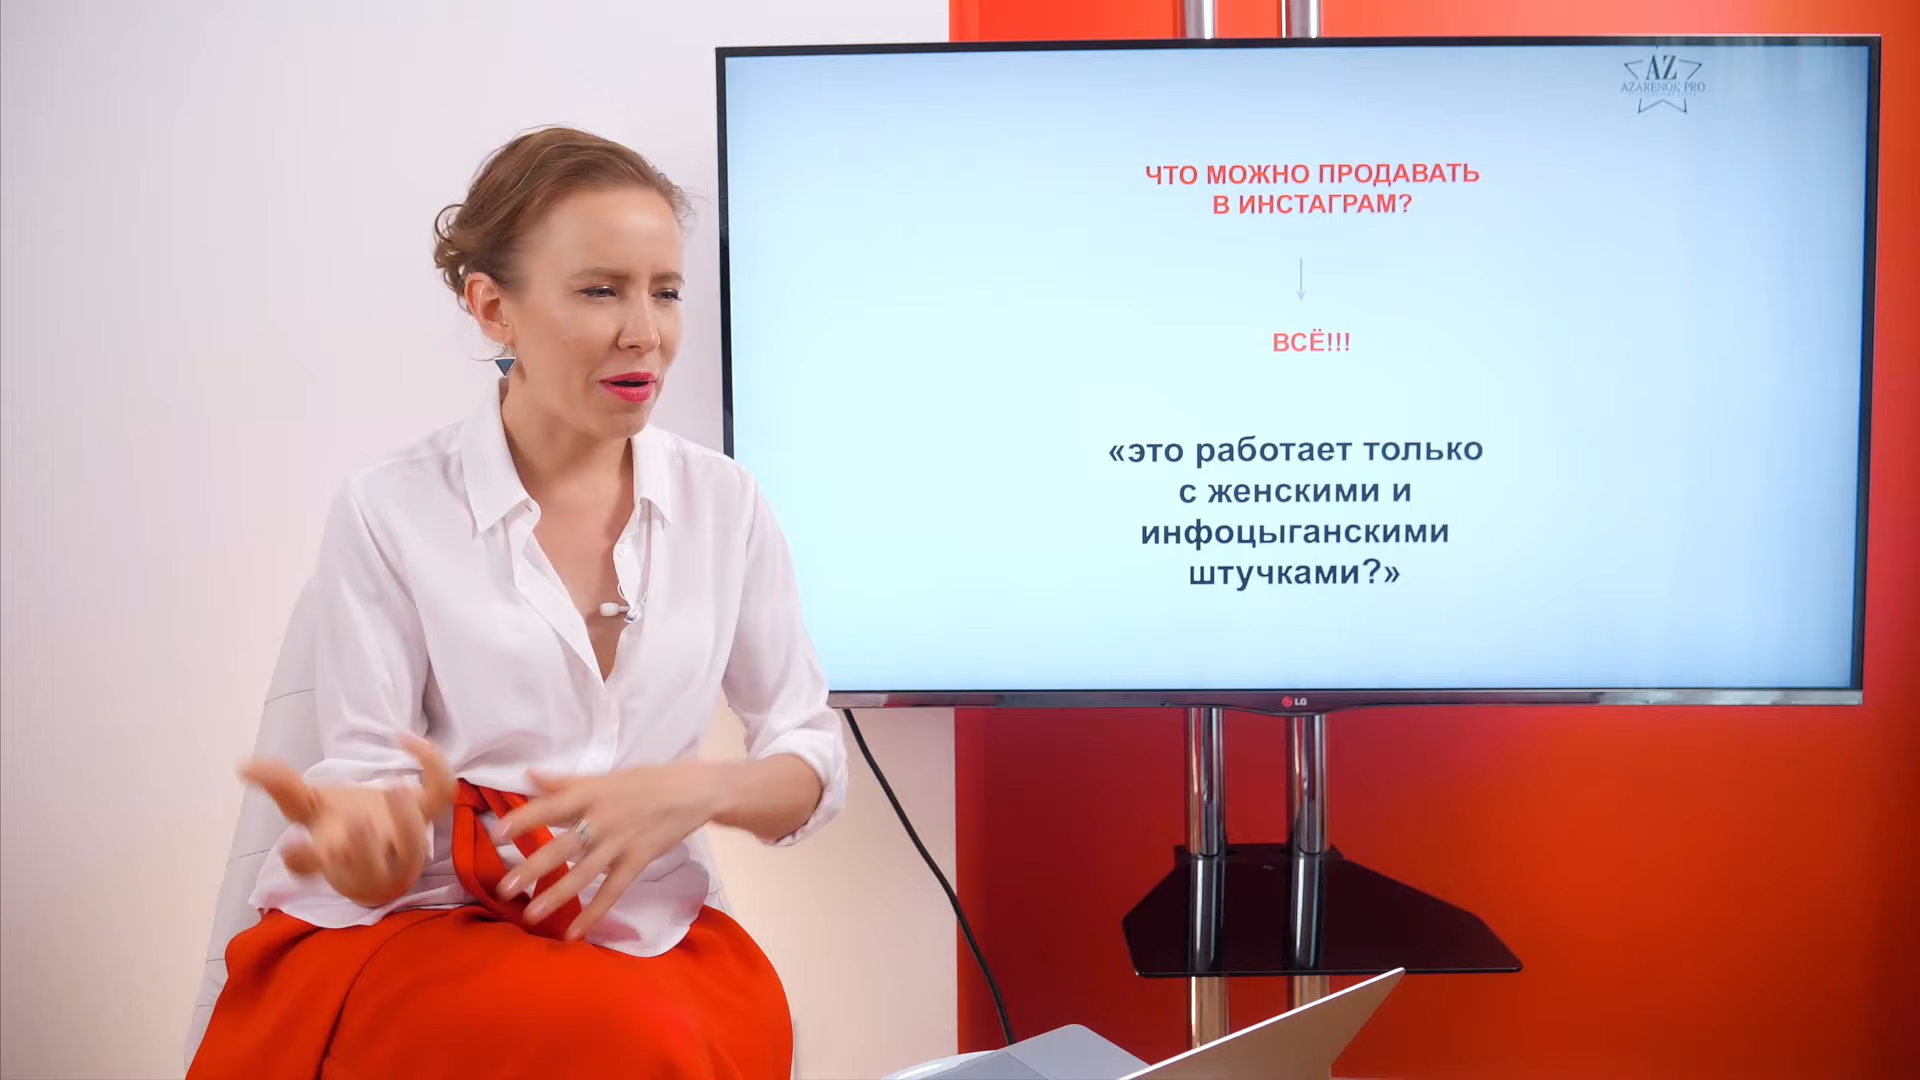 AZ
AZARENOK PRO
ЧТО МОЖНО ПРОДАВАТЬ
В ИНСТАГРАМ?
ВСЁ!!!
«это работает только
с женскими и
инфоцыганскими
штучками?»
LG